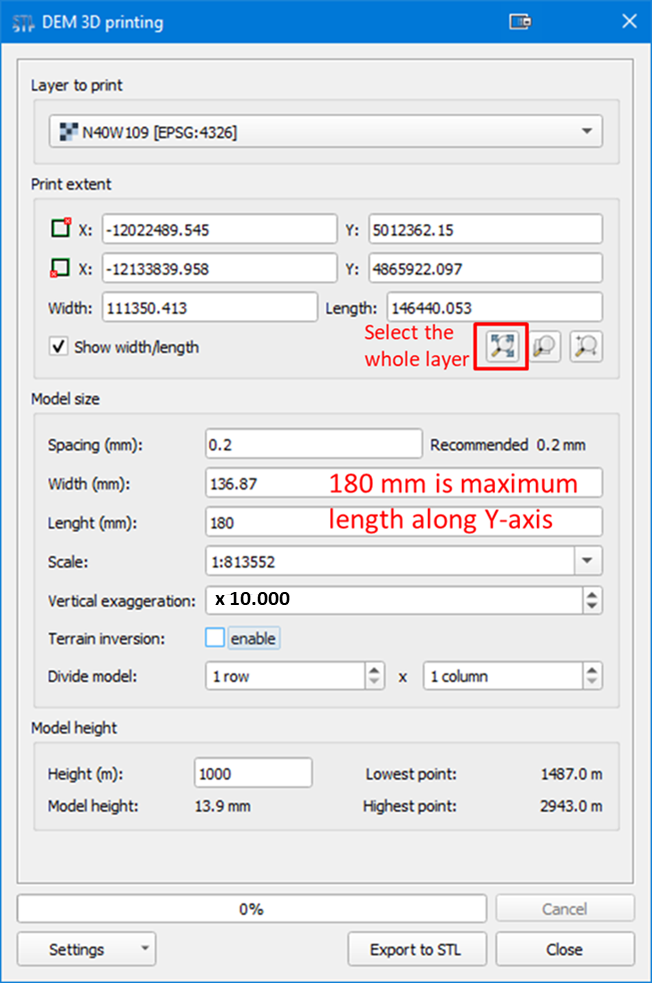 STL DEM 3D printing
Layer to print
N40W109 [EPSG:4326]
Print extent
X: -12022489.545 Y: 5012362.15
X: -12133839.958 Y: 4865922.097
Width: 111350.413 Length: 146440.053
Show width/length
Select the
whole layer
Model size
Spacing (mm): 0.2 Recommended 0.2 mm
Width (mm): 136.87 180 mm is maximum
Lenght (mm): 180 length along Y-axis
Scale: 1:813552
Vertical exaggeration: x 10.000
Terrain inversion: enable
Divide model: 1 row x 1 column
Model height
Height (m): 1000 Lowest point: 1487.0 m
Model height: 13.9 mm Highest point: 2943.0 m
0% Cancel
Settings Export to STL Close